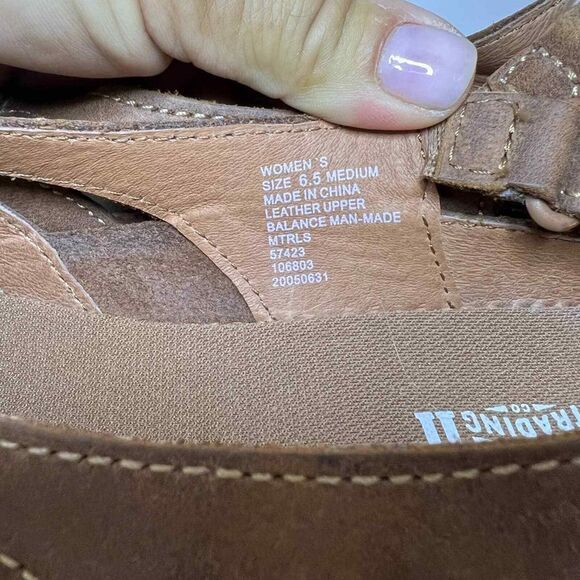 WOMEN`S
SIZE 6.5 MEDIUM
MADE IN CHINA
LEATHER UPPER
BALANCE MAN-MADE
MTRLS
57423
106803
20050631
TRADING
CO